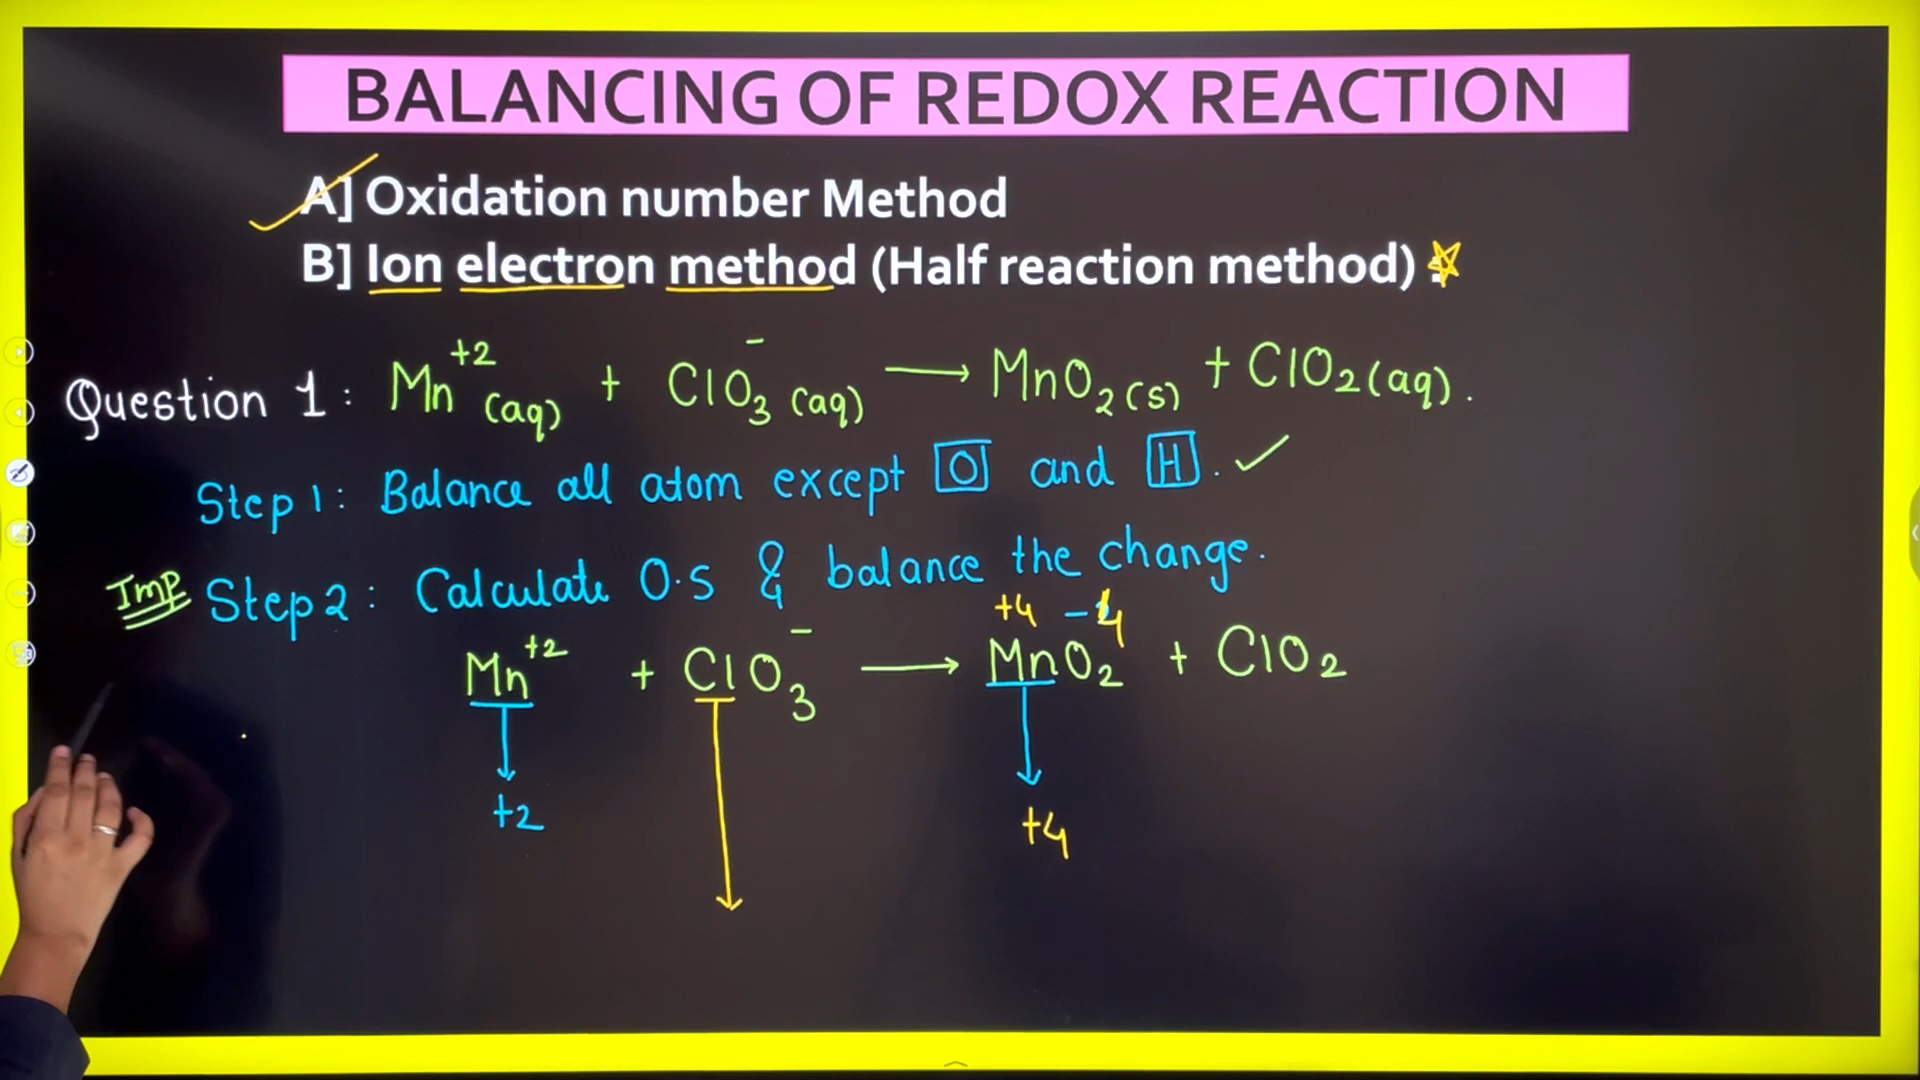 BALANCING OF REDOX REACTION
A] Oxidation number Method
B] Ion electron method (Half reaction method) :
Question 1 : Mn⁺² (aq) + ClO₃⁻ (aq) ⟶ MnO₂(s) + ClO₂(aq).
Step 1 : Balance all atom except [O] and [H].
Imp Step 2 : Calculate O.S & balance the change.
+4 -4
Mn⁺² + ClO₃⁻ ⟶ MnO₂ + ClO₂
+2 +4